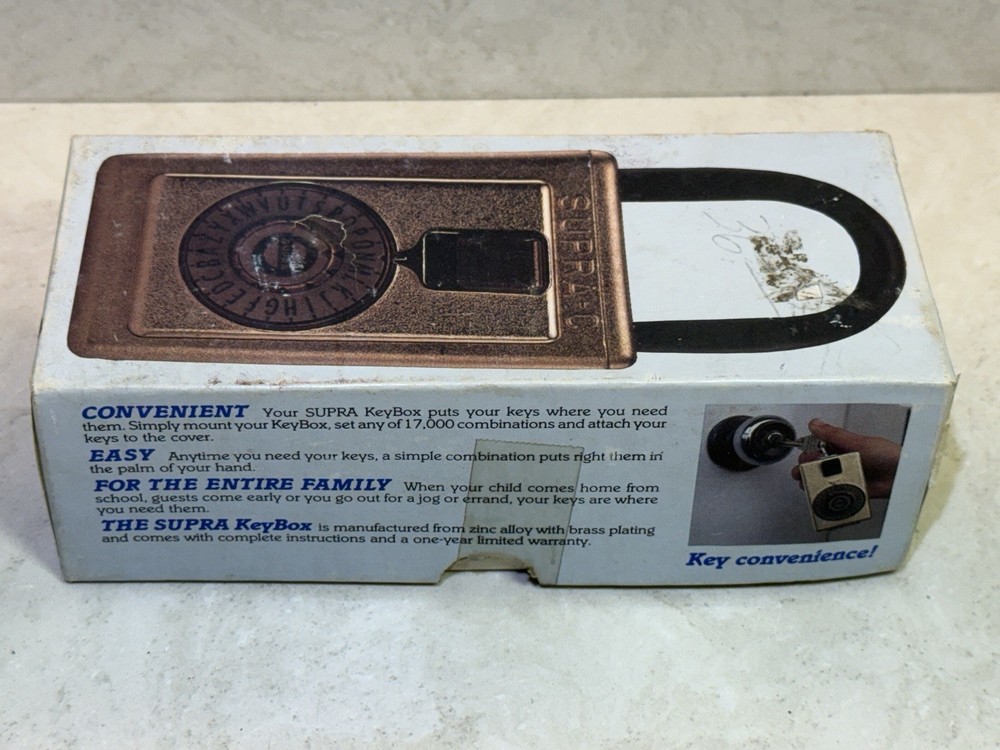 SUPRA C
ABCDEFGHIJKLMNOPQRSTUVWXYZ
CONVENIENT Your SUPRA KeyBox puts your keys where you need
them. Simply mount your KeyBox, set any of 17,000 combinations and attach your
keys to the cover.
EASY Anytime you need your keys, a simple combination puts right them in
the palm of your hand.
FOR THE ENTIRE FAMILY When your child comes home from
school, guests come early or you go out for a jog or errand, your keys are where
you need them.
THE SUPRA KeyBox is manufactured from zinc alloy with brass plating
and comes with complete instructions and a one-year limited warranty.
Key convenience!